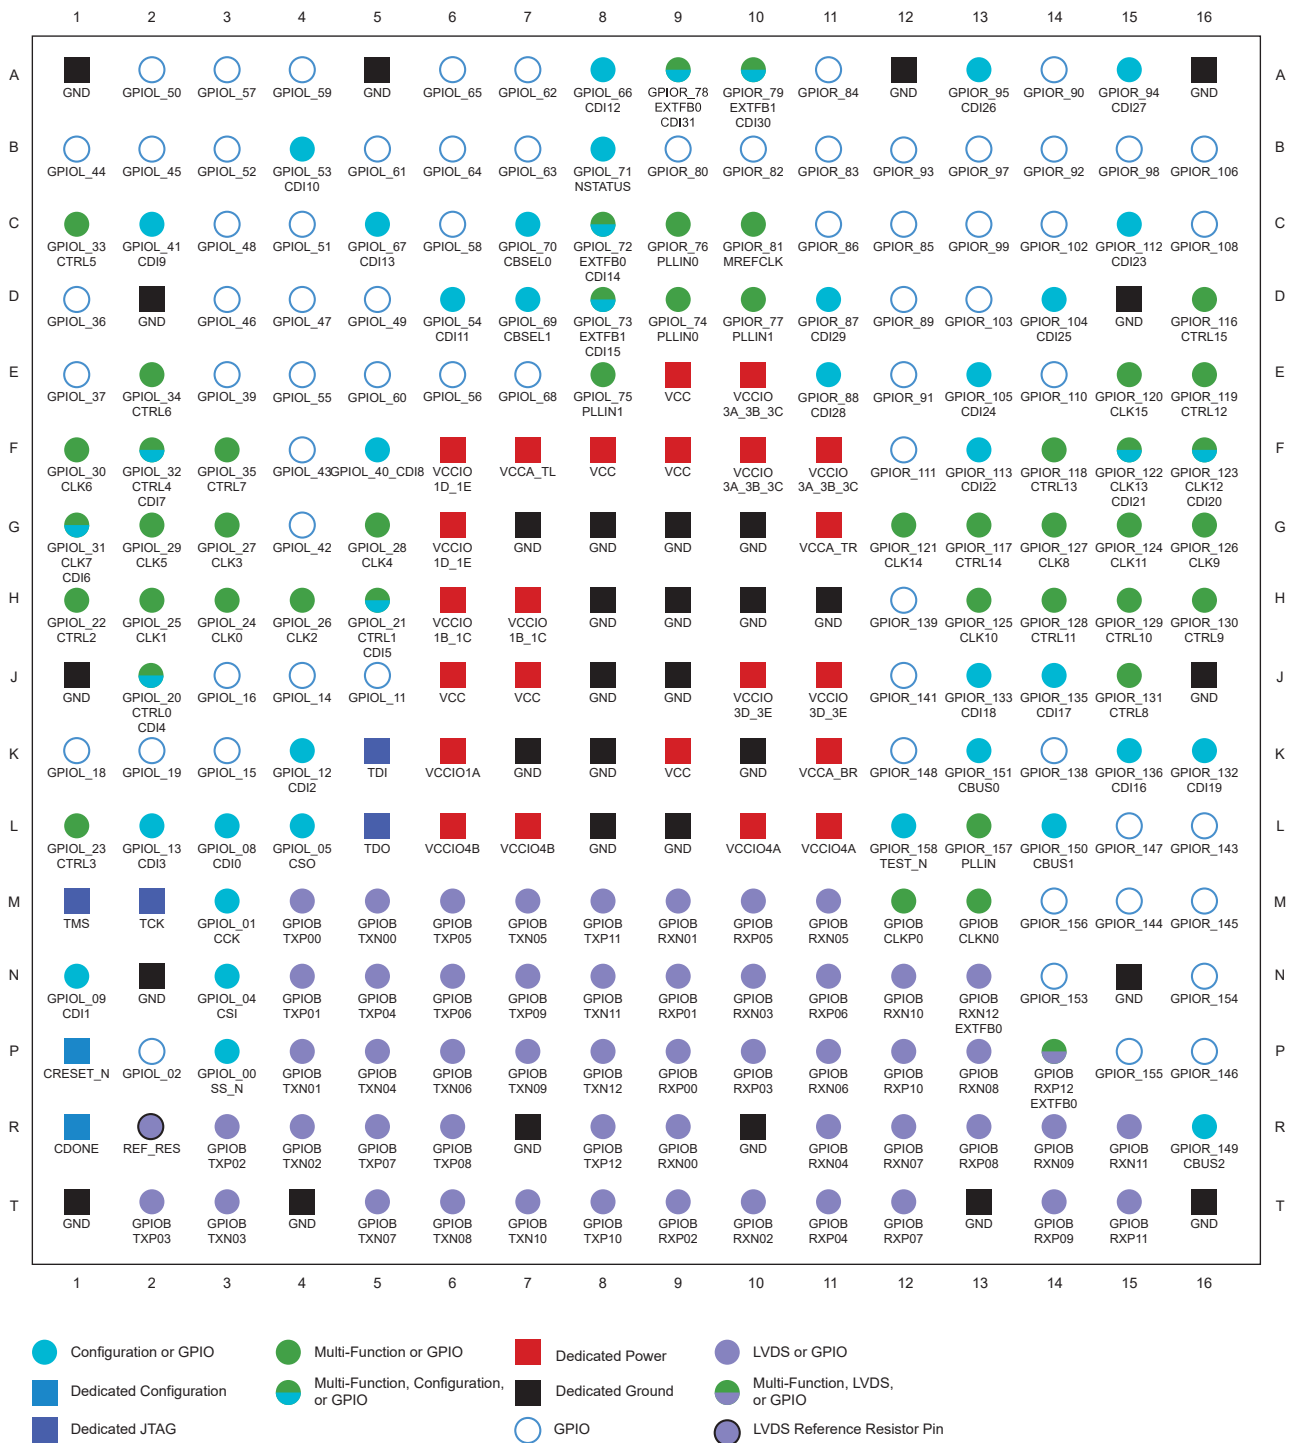 1 2 3 4 5 6 7 8 9 10 11 12 13 14 15 16
A A
GND GPIOL_50 GPIOL_57 GPIOL_59 GND GPIOL_65 GPIOL_62 GPIOL_66 GPIOR_78 GPIOR_79 GPIOR_84 GND GPIOR_95 GPIOR_90 GPIOR_94 GND
CDI12 EXTFB0 EXTFB1 CDI26 CDI27
CDI31 CDI30
B B
GPIOL_44 GPIOL_45 GPIOL_52 GPIOL_53 GPIOL_61 GPIOL_64 GPIOL_63 GPIOL_71 GPIOR_80 GPIOR_82 GPIOR_83 GPIOR_93 GPIOR_97 GPIOR_92 GPIOR_98 GPIOR_106
CDI10 NSTATUS
C C
GPIOL_33 GPIOL_41 GPIOL_48 GPIOL_51 GPIOL_67 GPIOL_58 GPIOL_70 GPIOL_72 GPIOR_76 GPIOR_81 GPIOR_86 GPIOR_85 GPIOR_99 GPIOR_102 GPIOR_112 GPIOR_108
CTRL5 CDI9 CDI13 CBSEL0 EXTFB0 PLLIN0 MREFCLK CDI23
CDI14
D D
GPIOL_36 GND GPIOL_46 GPIOL_47 GPIOL_49 GPIOL_54 GPIOL_69 GPIOL_73 GPIOL_74 GPIOR_77 GPIOR_87 GPIOR_89 GPIOR_103 GPIOR_104 GND GPIOR_116
CDI11 CBSEL1 EXTFB1 PLLIN0 PLLIN1 CDI29 CDI25 CTRL15
CDI15
E E
GPIOL_37 GPIOL_34 GPIOL_39 GPIOL_55 GPIOL_60 GPIOL_56 GPIOL_68 GPIOL_75 VCC VCCIO GPIOR_88 GPIOR_91 GPIOR_105 GPIOR_110 GPIOR_120 GPIOR_119
CTRL6 PLLIN1 3A_3B_3C CDI28 CDI24 CLK15 CTRL12
F F
GPIOL_30 GPIOL_32 GPIOL_35 GPIOL_43 GPIOL_40_CDI8 VCCIO VCCA_TL VCC VCC VCCIO VCCIO GPIOR_111 GPIOR_113 GPIOR_118 GPIOR_122 GPIOR_123
CLK6 CTRL4 CTRL7 1D_1E 3A_3B_3C 3A_3B_3C CDI22 CTRL13 CLK13 CLK12
CDI7 CDI21 CDI20
G G
GPIOL_31 GPIOL_29 GPIOL_27 GPIOL_42 GPIOL_28 VCCIO GND GND GND GND VCCA_TR GPIOR_121 GPIOR_117 GPIOR_127 GPIOR_124 GPIOR_126
CLK7 CLK5 CLK3 CLK4 1D_1E CLK14 CTRL14 CLK8 CLK11 CLK9
CDI6
H H
GPIOL_22 GPIOL_25 GPIOL_24 GPIOL_26 GPIOL_21 VCCIO VCCIO GND GND GND GND GPIOR_139 GPIOR_125 GPIOR_128 GPIOR_129 GPIOR_130
CTRL2 CLK1 CLK0 CLK2 CTRL1 1B_1C 1B_1C CLK10 CTRL11 CTRL10 CTRL9
CDI5
J J
GND GPIOL_20 GPIOL_16 GPIOL_14 GPIOL_11 VCC VCC GND GND VCCIO VCCIO GPIOR_141 GPIOR_133 GPIOR_135 GPIOR_131 GND
CTRL0 3D_3E 3D_3E CDI18 CDI17 CTRL8
CDI4
K K
GPIOL_18 GPIOL_19 GPIOL_15 GPIOL_12 TDI VCCIO1A GND GND VCC GND VCCA_BR GPIOR_148 GPIOR_151 GPIOR_138 GPIOR_136 GPIOR_132
CDI2 CBUS0 CDI16 CDI19
L L
GPIOL_23 GPIOL_13 GPIOL_08 GPIOL_05 TDO VCCIO4B VCCIO4B GND GND VCCIO4A VCCIO4A GPIOR_158 GPIOR_157 GPIOR_150 GPIOR_147 GPIOR_143
CTRL3 CDI3 CDI0 CSO TEST_N PLLIN CBUS1
M M
TMS TCK GPIOL_01 GPIOB GPIOB GPIOB GPIOB GPIOB GPIOB GPIOB GPIOB GPIOB GPIOB GPIOR_156 GPIOR_144 GPIOR_145
CCK TXP00 TXN00 TXP05 TXN05 TXP11 RXN01 RXP05 RXN05 CLKP0 CLKN0
N N
GPIOL_09 GND GPIOL_04 GPIOB GPIOB GPIOB GPIOB GPIOB GPIOB GPIOB GPIOB GPIOB GPIOB GPIOR_153 GND GPIOR_154
CDI1 CSI TXP01 TXP04 TXP06 TXP09 TXN11 RXP01 RXN03 RXP06 RXN10 RXN12
EXTFB0
P P
CRESET_N GPIOL_02 GPIOL_00 GPIOB GPIOB GPIOB GPIOB GPIOB GPIOB GPIOB GPIOB GPIOB GPIOB GPIOB GPIOR_155 GPIOR_146
SS_N TXN01 TXN04 TXN06 TXN09 TXN12 RXP00 RXP03 RXN06 RXP10 RXN08 RXP12
EXTFB0
R R
CDONE REF_RES GPIOB GPIOB GPIOB GPIOB GND GPIOB GPIOB GND GPIOB GPIOB GPIOB GPIOB GPIOB GPIOR_149
TXP02 TXN02 TXP07 TXP08 TXP12 RXN00 RXN04 RXN07 RXP08 RXN09 RXN11 CBUS2
T T
GND GPIOB GPIOB GND GPIOB GPIOB GPIOB GPIOB GPIOB GPIOB GPIOB GPIOB GND GPIOB GPIOB GND
TXP03 TXN03 TXN07 TXN08 TXN10 TXP10 RXP02 RXN02 RXP04 RXP07 RXP09 RXP11
1 2 3 4 5 6 7 8 9 10 11 12 13 14 15 16
Configuration or GPIO
Dedicated Configuration
Dedicated JTAG
Multi-Function or GPIO
Multi-Function, Configuration,
or GPIO
Dedicated Power
Dedicated Ground
GPIO
LVDS or GPIO
Multi-Function, LVDS,
or GPIO
LVDS Reference Resistor Pin